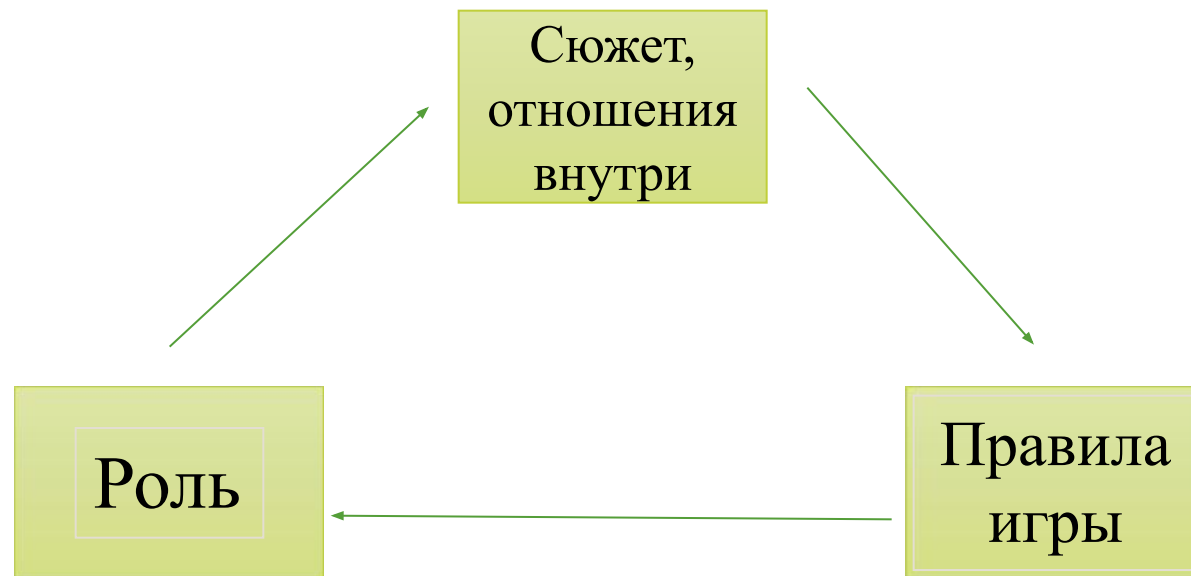 Сюжет,
отношения
внутри
Роль
Правила
игры